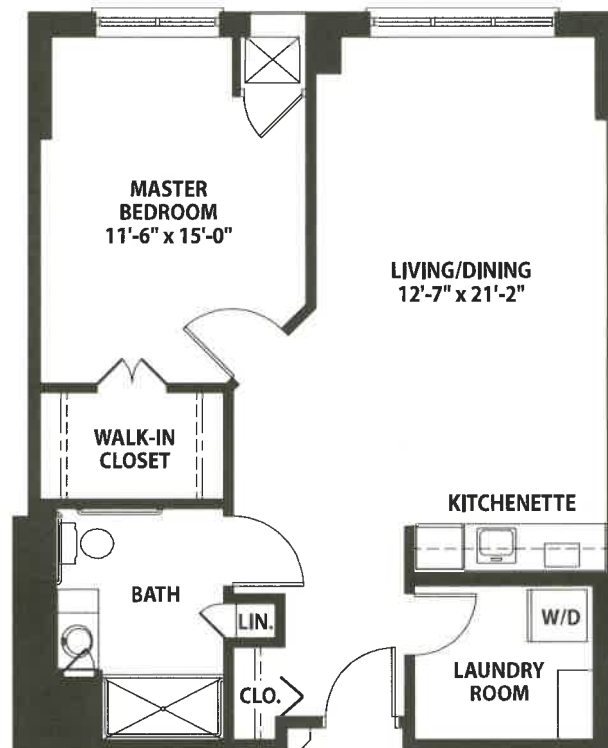 MASTER
BEDROOM
11'-6" x 15'-0"
LIVING/DINING
12'-7" x 21'-2"
WALK-IN
CLOSET
KITCHENETTE
BATH
LIN.
W/D
CLO.
LAUNDRY
ROOM